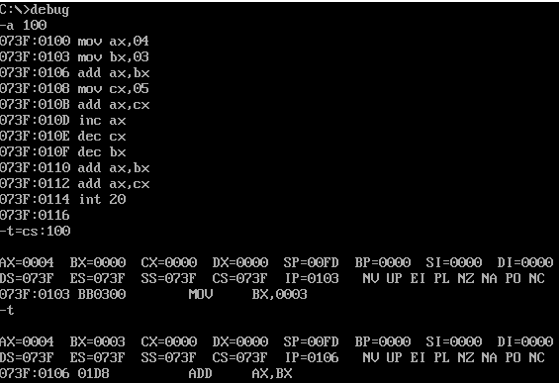 C:\>debug
-a 100
073F:0100 mov ax,04
073F:0103 mov bx,03
073F:0106 add ax,bx
073F:0108 mov cx,05
073F:010B add ax,cx
073F:010D inc ax
073F:010E dec cx
073F:010F dec bx
073F:0110 add ax,bx
073F:0112 add ax,cx
073F:0114 int 20
073F:0116
-t=cs:100
AX=0004 BX=0000 CX=0000 DX=0000 SP=00FD BP=0000 SI=0000 DI=0000
DS=073F ES=073F SS=073F CS=073F IP=0103 NV UP EI PL NZ NA PO NC
073F:0103 BB0300 MOV BX,0003
-t
AX=0004 BX=0003 CX=0000 DX=0000 SP=00FD BP=0000 SI=0000 DI=0000
DS=073F ES=073F SS=073F CS=073F IP=0106 NV UP EI PL NZ NA PO NC
073F:0106 01D8 ADD AX,BX